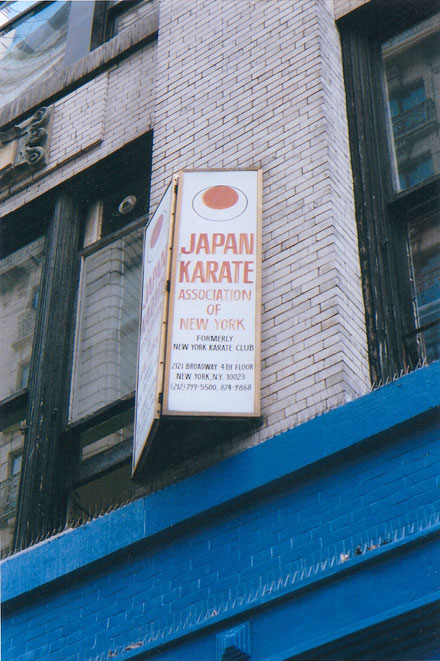 JAPAN
KARATE
ASSOCIATION
OF
NEW YORK
FORMERLY
NEW YORK KARATE CLUB
2121 BROADWAY 4TH FLOOR
NEW YORK, N.Y. 10023
(212) 799-5500, 874-9868